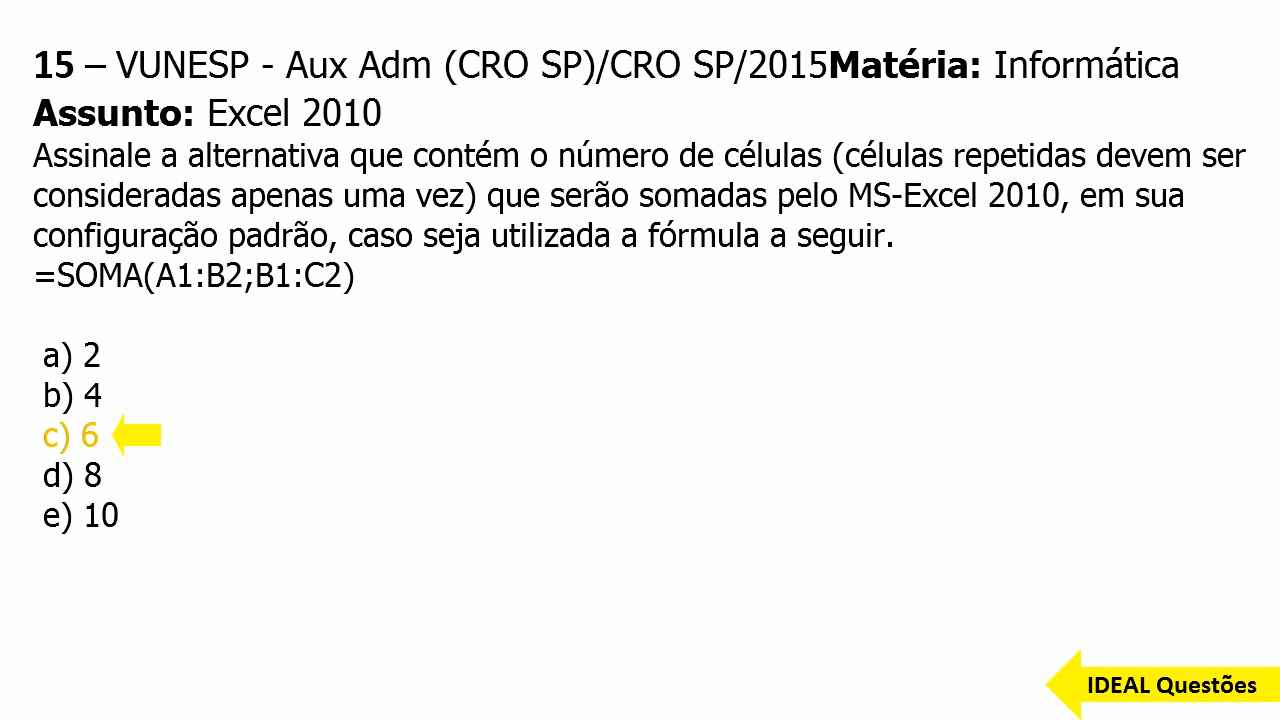 15 – VUNESP - Aux Adm (CRO SP)/CRO SP/2015Matéria: Informática
Assunto: Excel 2010
Assinale a alternativa que contém o número de células (células repetidas devem ser
consideradas apenas uma vez) que serão somadas pelo MS-Excel 2010, em sua
configuração padrão, caso seja utilizada a fórmula a seguir.
=SOMA(A1:B2;B1:C2)
a) 2
b) 4
c) 6
d) 8
e) 10
IDEAL Questões